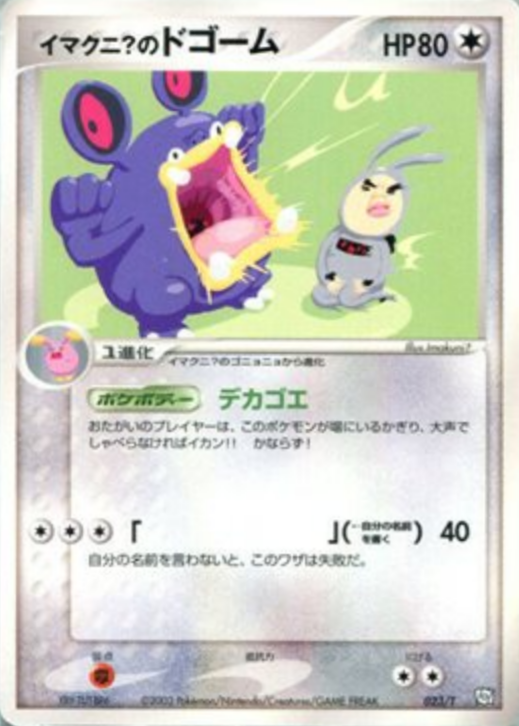 イマクニ?のドゴーム HP80
Illus.Imakuni?
1進化
イマクニ?のゴニョニョから進化
ポケボディー デカゴエ
おたがいのプレイヤーは、このポケモンが場にいるかぎり、大声で
しゃべらなければイカン!! かならず!
「 」(←自分の名前を書く) 40
自分の名前を言わないと、このワザは失敗だ。
弱点 抵抗力 にげる
©2003 Pokémon/Nintendo/Creatures/GAME FREAK.